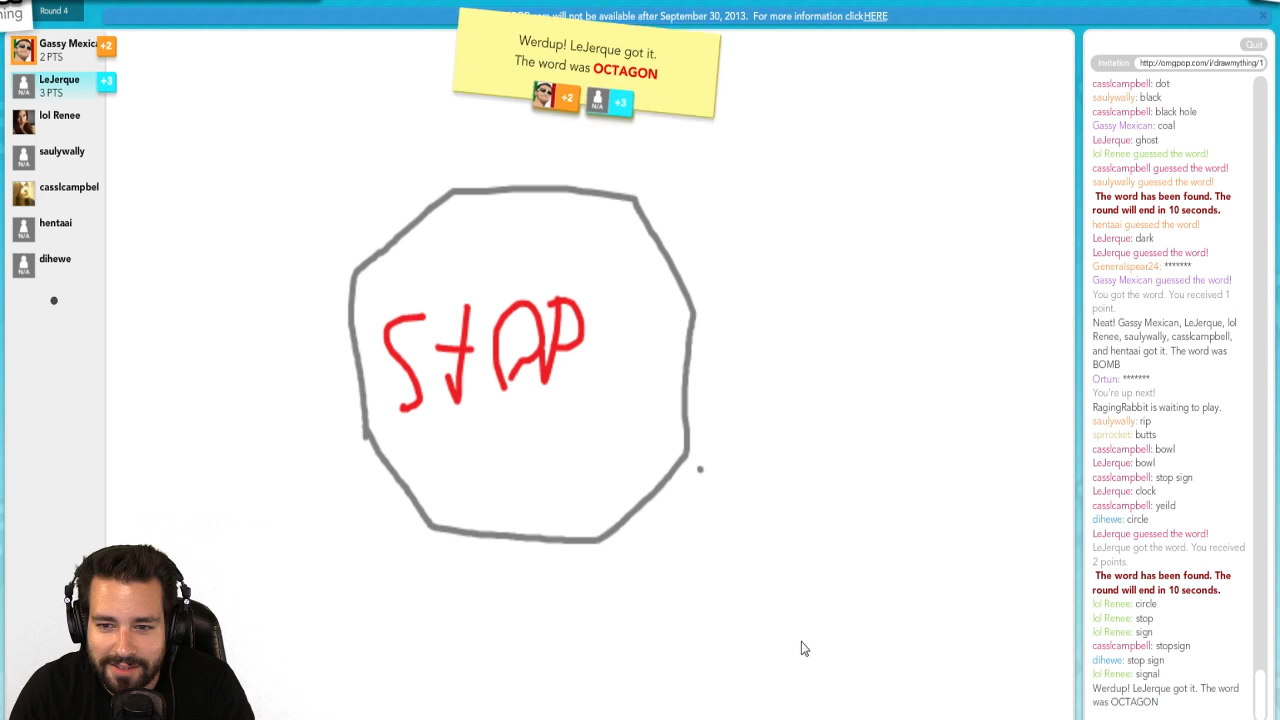 Round 4
will not be available after September 30, 2013. For more information click HERE
Gassy Mexic
+2
2 PTS
LeJerque
+3
3 PTS
N/A
lol Renee
saulywally
N/A
casslcampbel
hentaai
N/A
dihewe
N/A
Werdup! LeJerque got it.
The word was OCTAGON
+2
N/A
+3
StOP
Quit
Invitation
http://omgpop.com/i/drawmything/1
casslcampbell: dot
saulywally: black
casslcampbell: black hole
Gassy Mexican: coal
LeJerque: ghost
lol Renee guessed the word!
casslcampbell guessed the word!
saulywally guessed the word!
The word has been found. The
round will end in 10 seconds.
hentaai guessed the word!
LeJerque: dark
LeJerque guessed the word!
Generalspear24: *******
Gassy Mexican guessed the word!
You got the word. You received 1
point.
Neat! Gassy Mexican, LeJerque, lol
Renee, saulywally, casslcampbell,
and hentaai got it. The word was
BOMB
Ortun: *******
You're up next!
RagingRabbit is waiting to play.
saulywally: rip
sprrocket: butts
casslcampbell: bowl
LeJerque: bowl
casslcampbell: stop sign
LeJerque: clock
casslcampbell: yeild
dihewe: circle
LeJerque guessed the word!
LeJerque got the word. You received
2 points.
The word has been found. The
round will end in 10 seconds.
lol Renee: circle
lol Renee: stop
lol Renee: sign
casslcampbell: stopsign
dihewe: stop sign
lol Renee: signal
Werdup! LeJerque got it. The word
was OCTAGON